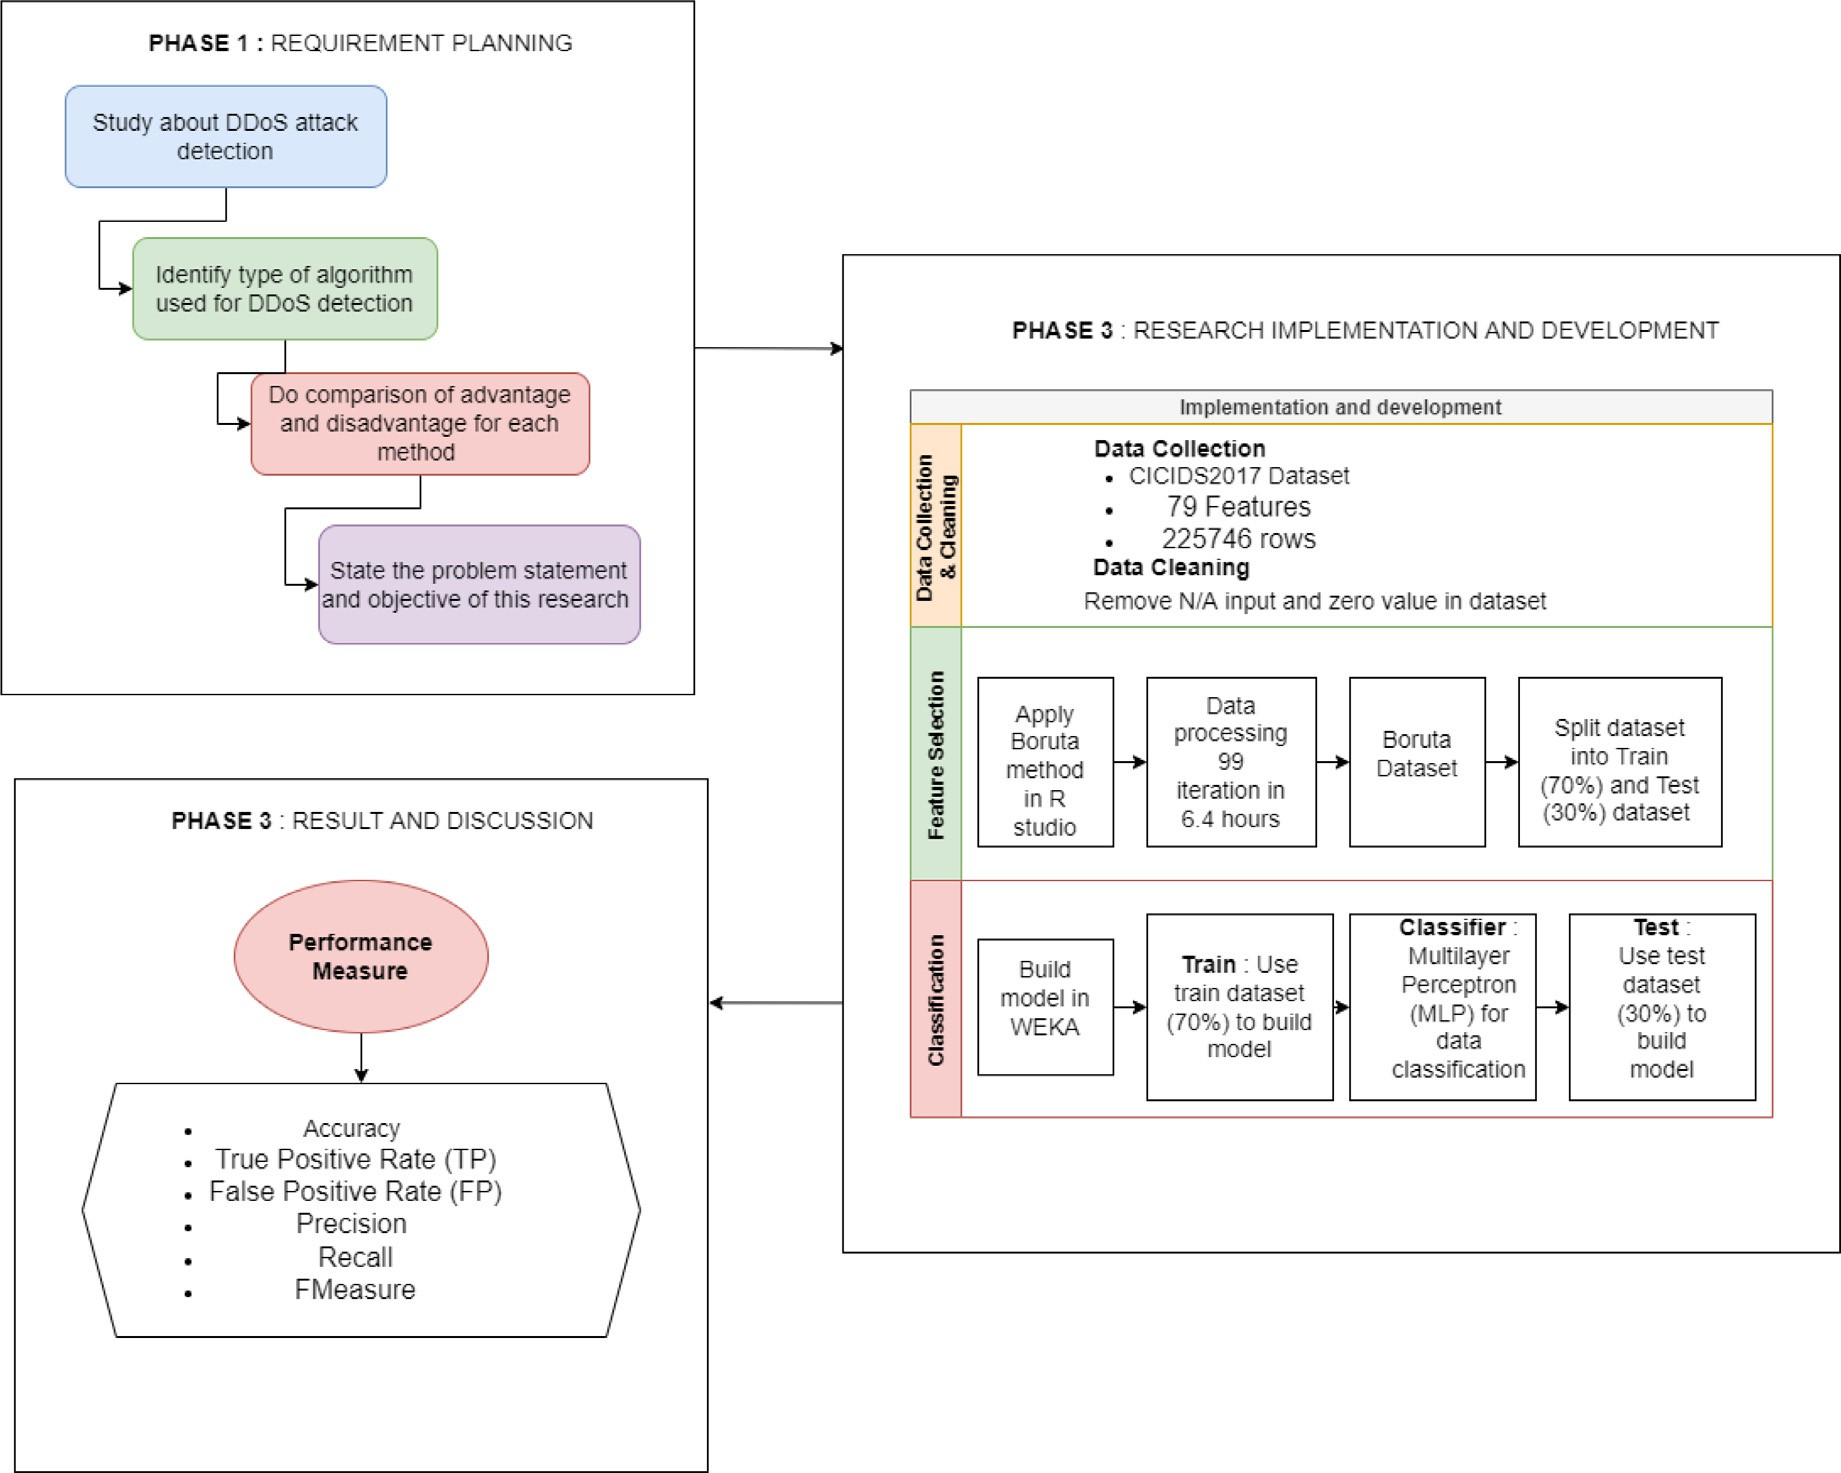 PHASE 1 : REQUIREMENT PLANNING
Study about DDoS attack
detection
Identify type of algorithm
used for DDoS detection
Do comparison of advantage
and disadvantage for each
method
State the problem statement
and objective of this research
PHASE 3 : RESEARCH IMPLEMENTATION AND DEVELOPMENT
Implementation and development
Data Collection
& Cleaning
Data Collection
• CICIDS2017 Dataset
• 79 Features
• 225746 rows
Data Cleaning
Remove N/A input and zero value in dataset
Feature Selection
Apply
Boruta
method
in R
studio
Data
processing
99
iteration in
6.4 hours
Boruta
Dataset
Split dataset
into Train
(70%) and Test
(30%) dataset
Classification
Build
model in
WEKA
Train : Use
train dataset
(70%) to build
model
Classifier :
Multilayer
Perceptron
(MLP) for
data
classification
Test :
Use test
dataset
(30%) to
build
model
PHASE 3 : RESULT AND DISCUSSION
Performance
Measure
• Accuracy
• True Positive Rate (TP)
• False Positive Rate (FP)
• Precision
• Recall
• FMeasure